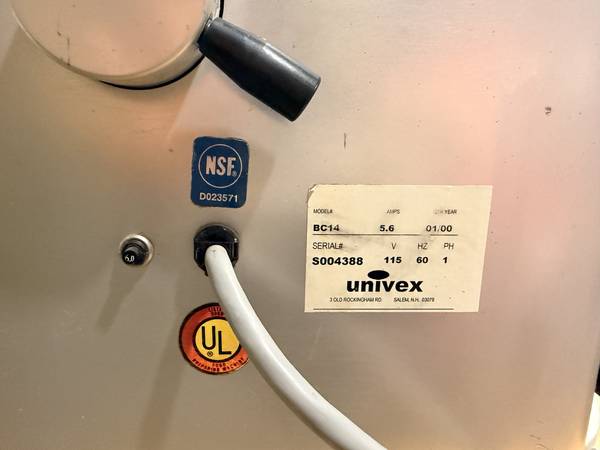 NSF®
D023571
MODEL# AMPS YEAR
BC14 5.6 01/00
SERIAL# V HZ PH
S004388 115 60 1
univex
3 OLD ROCKINGHAM RD. SALEM, N.H. 03079
UL
®